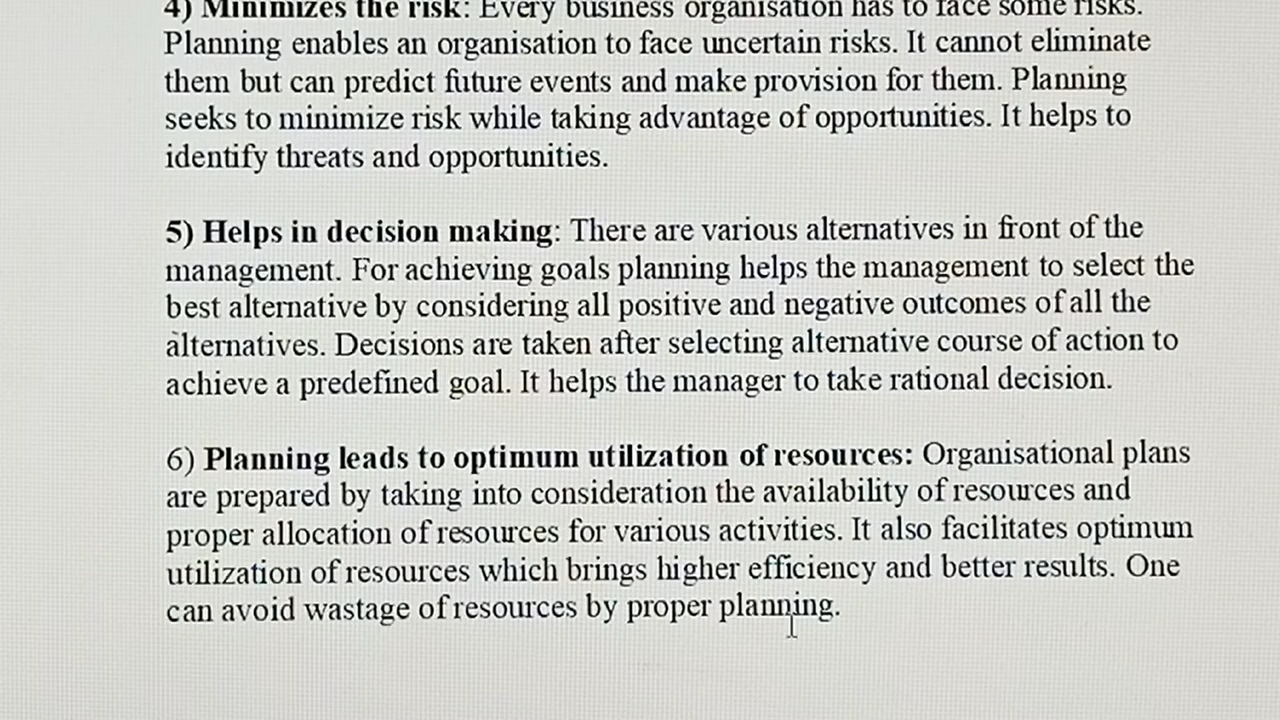 4) Minimizes the risk: Every business organisation has to face some risks.
Planning enables an organisation to face uncertain risks. It cannot eliminate
them but can predict future events and make provision for them. Planning
seeks to minimize risk while taking advantage of opportunities. It helps to
identify threats and opportunities.
5) Helps in decision making: There are various alternatives in front of the
management. For achieving goals planning helps the management to select the
best alternative by considering all positive and negative outcomes of all the
alternatives. Decisions are taken after selecting alternative course of action to
achieve a predefined goal. It helps the manager to take rational decision.
6) Planning leads to optimum utilization of resources: Organisational plans
are prepared by taking into consideration the availability of resources and
proper allocation of resources for various activities. It also facilitates optimum
utilization of resources which brings higher efficiency and better results. One
can avoid wastage of resources by proper planning.